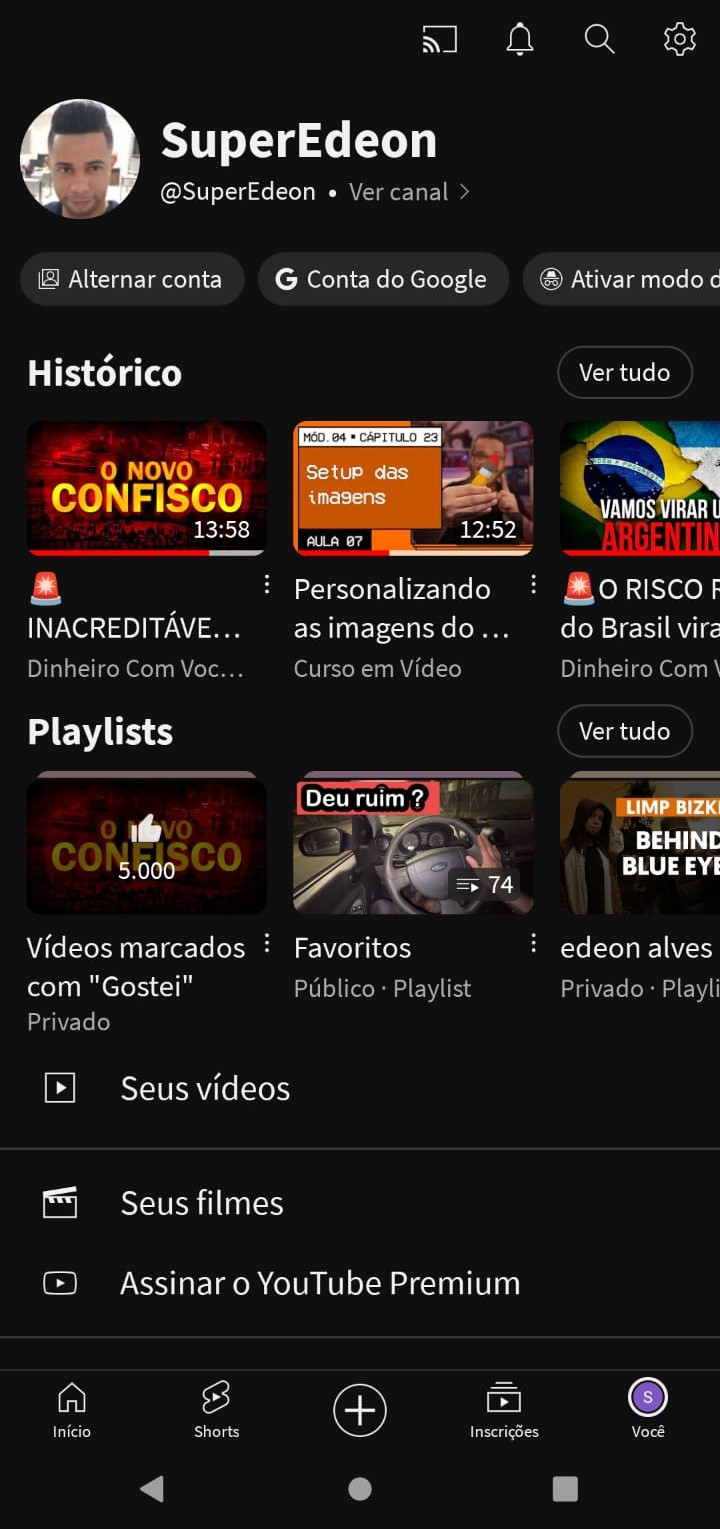 SuperEdeon
@SuperEdeon • Ver canal >
Alternar conta
Conta do Google
Ativar modo d
Histórico
Ver tudo
O NOVO
CONFISCO
13:58
MÓD. 04 • CÁPITULO 23
Setup das
imagens
AULA 07
12:52
VAMOS VIRAR U
ARGENTIN
🚨
INACREDITÁVE...
Dinheiro Com Voc...
Personalizando
as imagens do ...
Curso em Vídeo
🚨O RISCO R
do Brasil vira
Dinheiro Com V
Playlists
Ver tudo
O NOVO
CONFISCO
5.000
Deu ruim ?
74
LIMP BIZKI
BEHIND
BLUE EYE
Vídeos marcados
com "Gostei"
Privado
Favoritos
Público · Playlist
edeon alves
Privado · Playli
Seus vídeos
Seus filmes
Assinar o YouTube Premium
Início
Shorts
Inscrições
S
Você